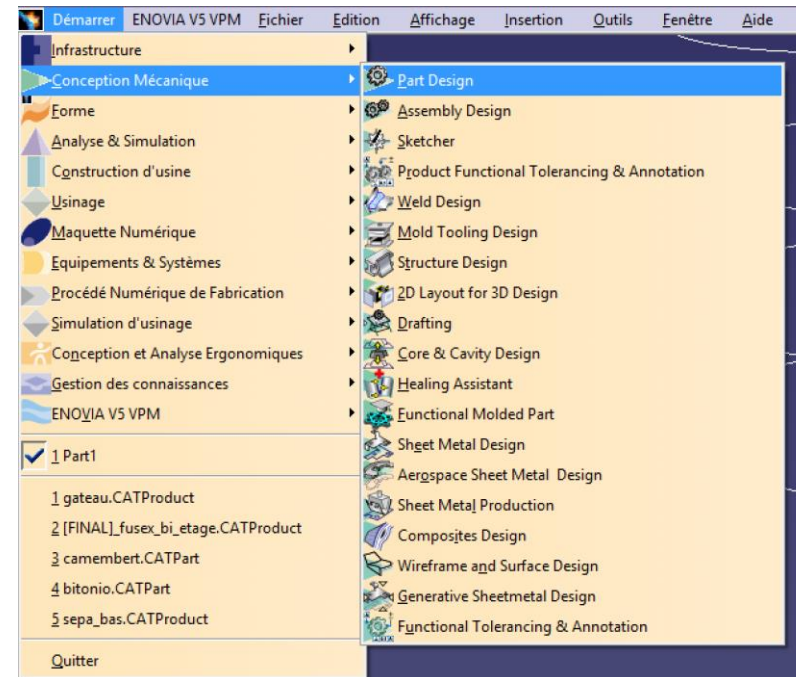 Démarrer ENOVIA V5 VPM Fichier Edition Affichage Insertion Outils Fenêtre Aide
Infrastructure
Conception Mécanique
Forme
Analyse & Simulation
Construction d'usine
Usinage
Maquette Numérique
Equipements & Systèmes
Procédé Numérique de Fabrication
Simulation d'usinage
Conception et Analyse Ergonomiques
Gestion des connaissances
ENOVIA V5 VPM
1 Part1
1 gateau.CATProduct
2 [FINAL]_fusex_bi_etage.CATProduct
3 camembert.CATPart
4 bitonio.CATPart
5 sepa_bas.CATProduct
Quitter
Part Design
Assembly Design
Sketcher
Product Functional Tolerancing & Annotation
Weld Design
Mold Tooling Design
Structure Design
2D Layout for 3D Design
Drafting
Core & Cavity Design
Healing Assistant
Functional Molded Part
Sheet Metal Design
Aerospace Sheet Metal Design
Sheet Metal Production
Composites Design
Wireframe and Surface Design
Generative Sheetmetal Design
Functional Tolerancing & Annotation